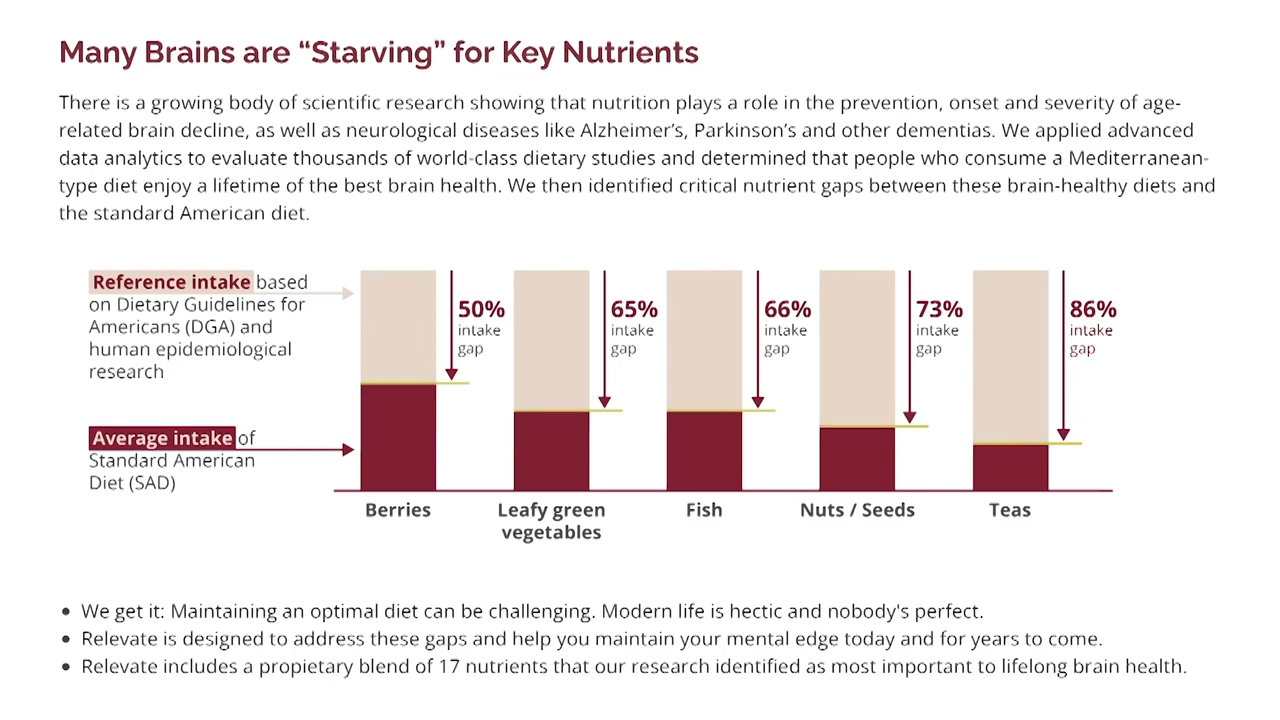 Many Brains are “Starving” for Key Nutrients
There is a growing body of scientific research showing that nutrition plays a role in the prevention, onset and severity of age-
related brain decline, as well as neurological diseases like Alzheimer’s, Parkinson’s and other dementias. We applied advanced
data analytics to evaluate thousands of world-class dietary studies and determined that people who consume a Mediterranean-
type diet enjoy a lifetime of the best brain health. We then identified critical nutrient gaps between these brain-healthy diets and
the standard American diet.
Reference intake based
on Dietary Guidelines for
Americans (DGA) and
human epidemiological
research
Average intake of
Standard American
Diet (SAD)
50%
intake
gap
65%
intake
gap
66%
intake
gap
73%
intake
gap
86%
intake
gap
Berries
Leafy green
vegetables
Fish
Nuts / Seeds
Teas
• We get it: Maintaining an optimal diet can be challenging. Modern life is hectic and nobody's perfect.
• Relevate is designed to address these gaps and help you maintain your mental edge today and for years to come.
• Relevate includes a propietary blend of 17 nutrients that our research identified as most important to lifelong brain health.